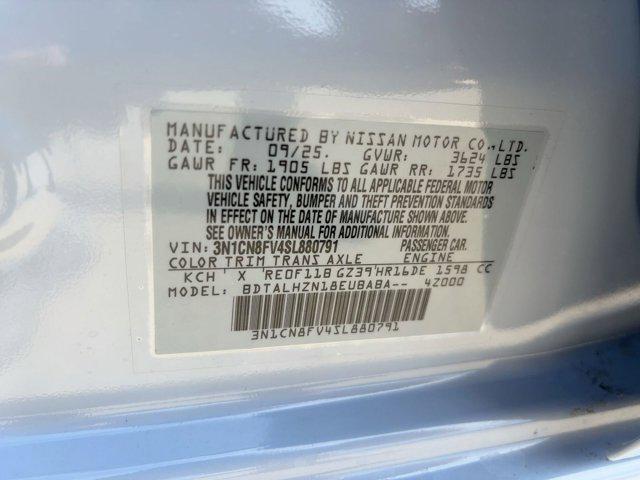 MANUFACTURED BY NISSAN MOTOR CO.,LTD.
DATE: 09/25. GVWR: 3624 LBS
GAWR FR: 1905 LBS GAWR RR: 1735 LBS
THIS VEHICLE CONFORMS TO ALL APPLICABLE FEDERAL MOTOR
VEHICLE SAFETY, BUMPER AND THEFT PREVENTION STANDARDS
IN EFFECT ON THE DATE OF MANUFACTURE SHOWN ABOVE.
SEE OWNER'S MANUAL FOR ADDITIONAL INFORMATION.
VIN: 3N1CN8FV4SL880791 PASSENGER CAR.
COLOR TRIM TRANS AXLE ENGINE
KCH X RE0F11B GZ39 HR16DE 1598 CC
MODEL: BDTALHZN18EUBABA-- 4Z000
3N1CN8FV4SL880791